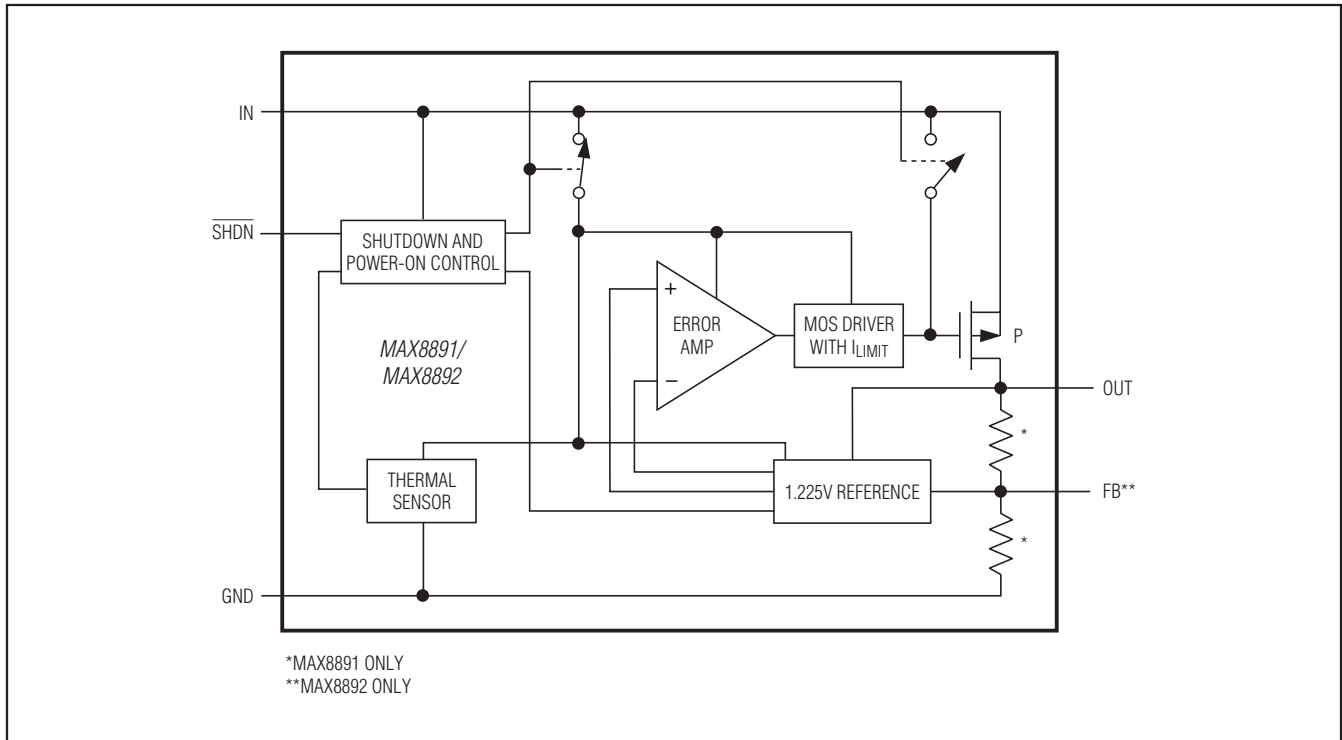 IN
SHDN
SHUTDOWN AND
POWER-ON CONTROL
MAX8891/
MAX8892
+
ERROR
AMP
−
MOS DRIVER
WITH ILIMIT
P
OUT
*
THERMAL
SENSOR
1.225V REFERENCE
FB**
*
GND
*MAX8891 ONLY
**MAX8892 ONLY